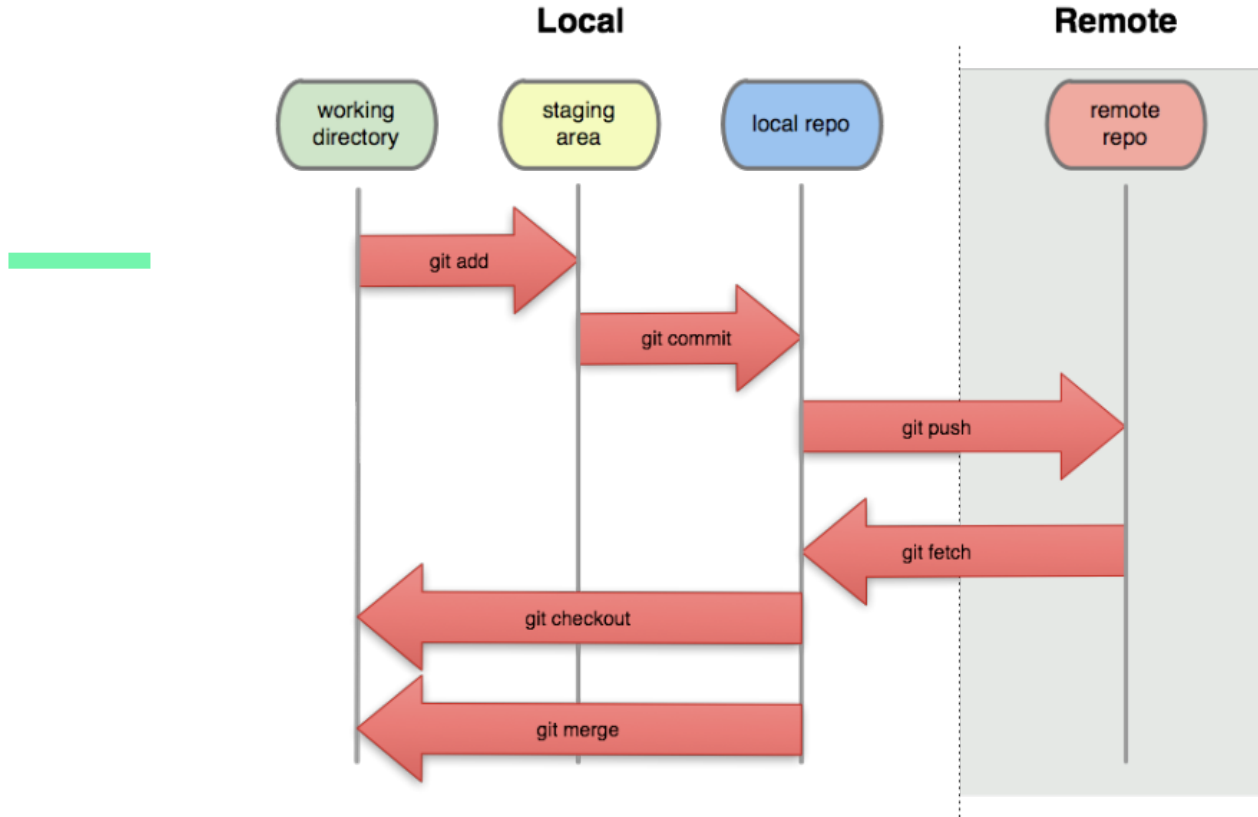 Local
Remote
working
directory
staging
area
local repo
remote
repo
git add
git commit
git push
git fetch
git checkout
git merge